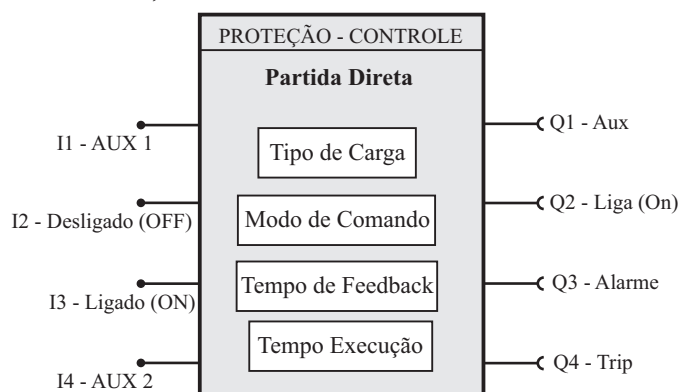 PROTEÇÃO - CONTROLE
Partida Direta
I1 - AUX 1
Tipo de Carga
Q1 - Aux
I2 - Desligado (OFF)
Modo de Comando
Q2 - Liga (On)
I3 - Ligado (ON)
Tempo de Feedback
Q3 - Alarme
I4 - AUX 2
Tempo Execução
Q4 - Trip